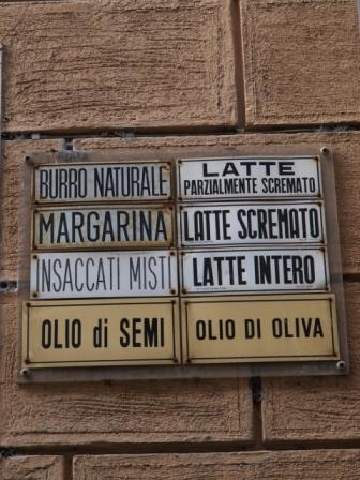 BURRO NATURALE
MARGARINA
INSACCATI MISTI
OLIO di SEMI
LATTE
PARZIALMENTE SCREMATO
LATTE SCREMATO
LATTE INTERO
OLIO DI OLIVA